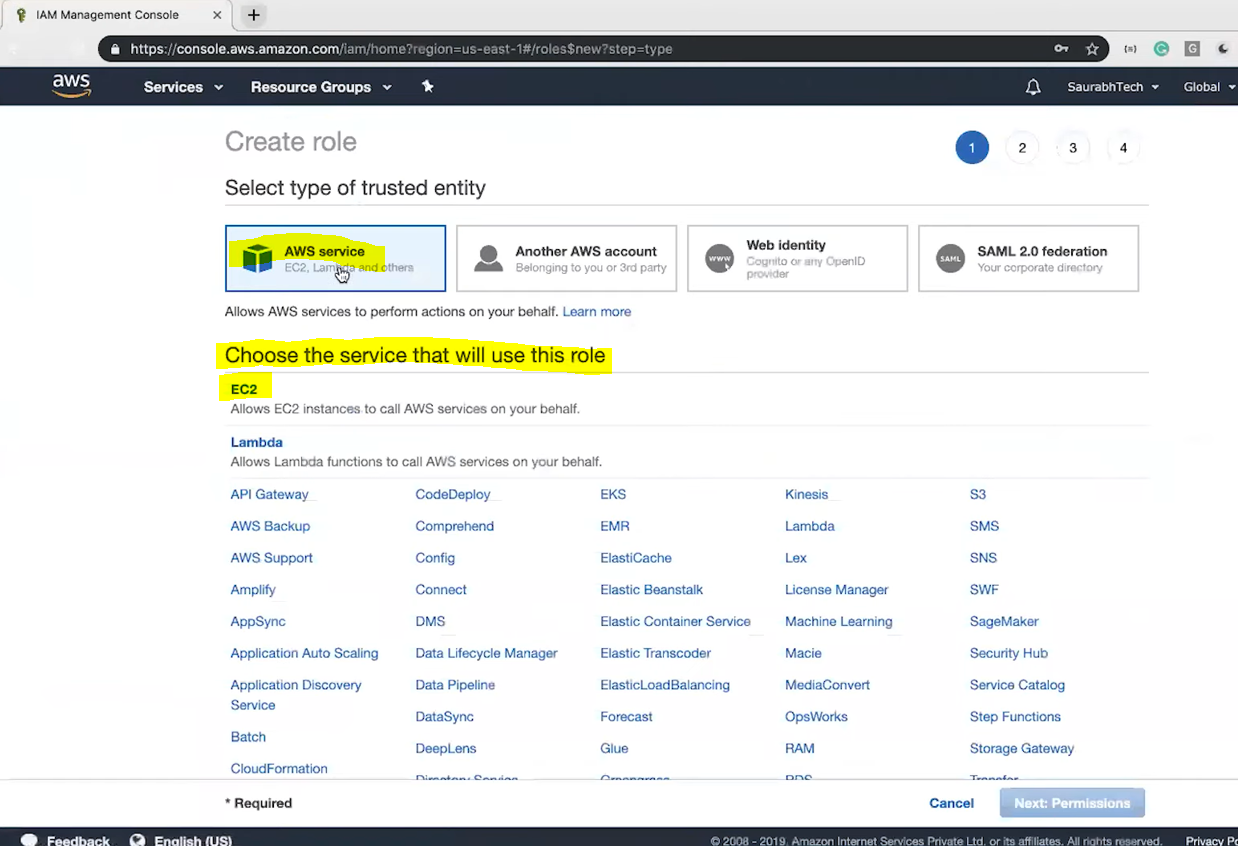 IAM Management Console
https://console.aws.amazon.com/iam/home?region=us-east-1#/roles$new?step=type
aws Services Resource Groups SaurabhTech Global
Create role 1 2 3 4
Select type of trusted entity
AWS service
EC2, Lambda and others
Another AWS account
Belonging to you or 3rd party
www
Web identity
Cognito or any OpenID
provider
SAML
SAML 2.0 federation
Your corporate directory
Allows AWS services to perform actions on your behalf. Learn more
Choose the service that will use this role
EC2
Allows EC2 instances to call AWS services on your behalf.
Lambda
Allows Lambda functions to call AWS services on your behalf.
API Gateway CodeDeploy EKS Kinesis S3
AWS Backup Comprehend EMR Lambda SMS
AWS Support Config ElastiCache Lex SNS
Amplify Connect Elastic Beanstalk License Manager SWF
AppSync DMS Elastic Container Service Machine Learning SageMaker
Application Auto Scaling Data Lifecycle Manager Elastic Transcoder Macie Security Hub
Application Discovery Data Pipeline ElasticLoadBalancing MediaConvert Service Catalog
Service
DataSync Forecast OpsWorks Step Functions
Batch DeepLens Glue RAM Storage Gateway
CloudFormation Directory Service Greengrass RDS Transfer
* Required Cancel Next: Permissions
Feedback English (US) © 2008 - 2019, Amazon Internet Services Private Ltd. or its affiliates. All rights reserved. Privacy Po